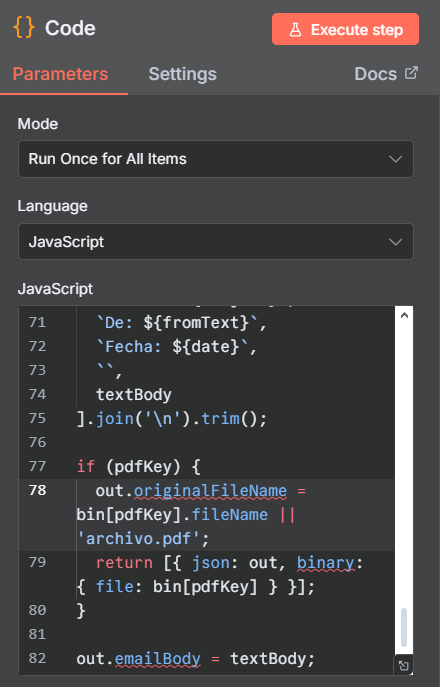 {} Code
Execute step
Parameters
Settings
Docs
Mode
Run Once for All Items
Language
JavaScript
JavaScript
71 `De: ${fromText}`,
72 `Fecha: ${date}`,
73 ``,
74 textBody
75 ].join('\n').trim();
76
77 if (pdfKey) {
78 out.originalFileName =
bin[pdfKey].fileName ||
'archivo.pdf';
79 return [{ json: out, binary:
{ file: bin[pdfKey] } }];
80 }
81
82 out.emailBody = textBody;